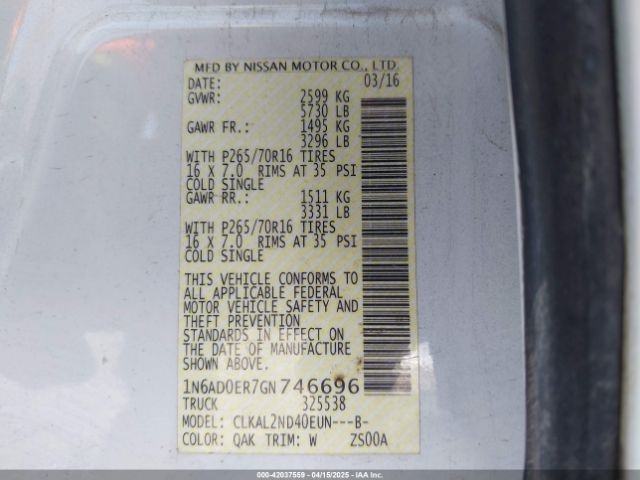 MFD BY NISSAN MOTOR CO., LTD.
DATE: 03/16
GVWR: 2599 KG
5730 LB
GAWR FR.: 1495 KG
3296 LB
WITH P265/70R16 TIRES
16 X 7.0 RIMS AT 35 PSI
COLD SINGLE
GAWR RR.: 1511 KG
3331 LB
WITH P265/70R16 TIRES
16 X 7.0 RIMS AT 35 PSI
COLD SINGLE
THIS VEHICLE CONFORMS TO
ALL APPLICABLE FEDERAL
MOTOR VEHICLE SAFETY AND
THEFT PREVENTION
STANDARDS IN EFFECT ON
THE DATE OF MANUFACTURE
SHOWN ABOVE.
1N6AD0ER7GN746696
TRUCK 325538
MODEL: CLKAL2ND40EUN---B-
COLOR: QAK TRIM: W ZS00A
000-42037559 - 04/15/2025 - IAAI.COM